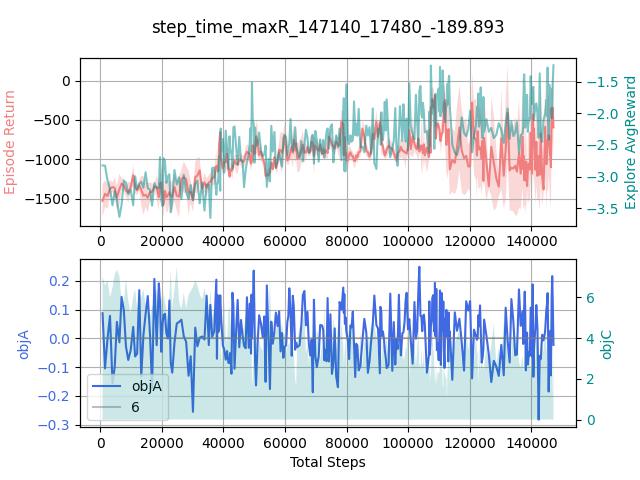 step_time_maxR_147140_17480_-189.893
Episode Return
0
−500
−1000
−1500
−1.5
−2.0
−2.5
−3.0
−3.5
Explore AvgReward
0 20000 40000 60000 80000 100000 120000 140000
objA
0.2
0.1
0.0
−0.1
−0.2
−0.3
objA
6
6
4
2
0
objC
0 20000 40000 60000 80000 100000 120000 140000
Total Steps